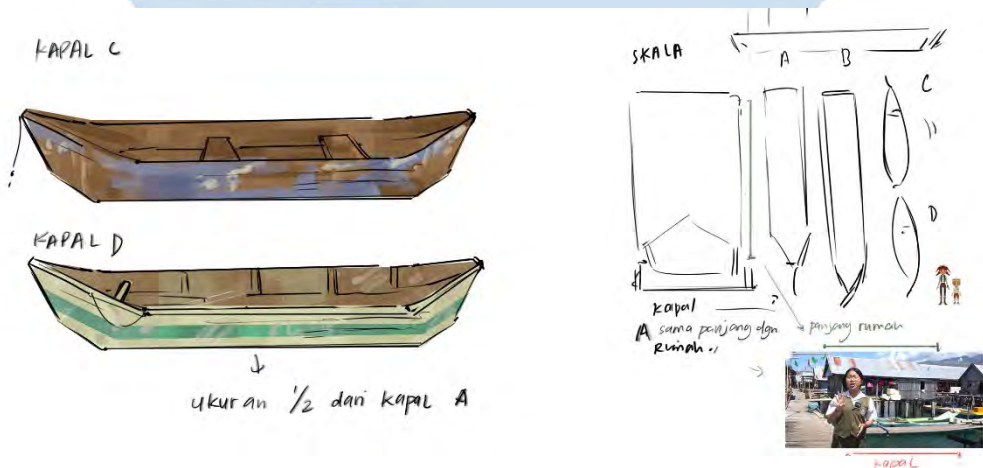 KAPAL C
KAPAL D
ukuran 1/2 dari kapal A
SKALA
A
B
C
D
kapal
A sama panjang dgn
Rumah
panjang rumah
kapal